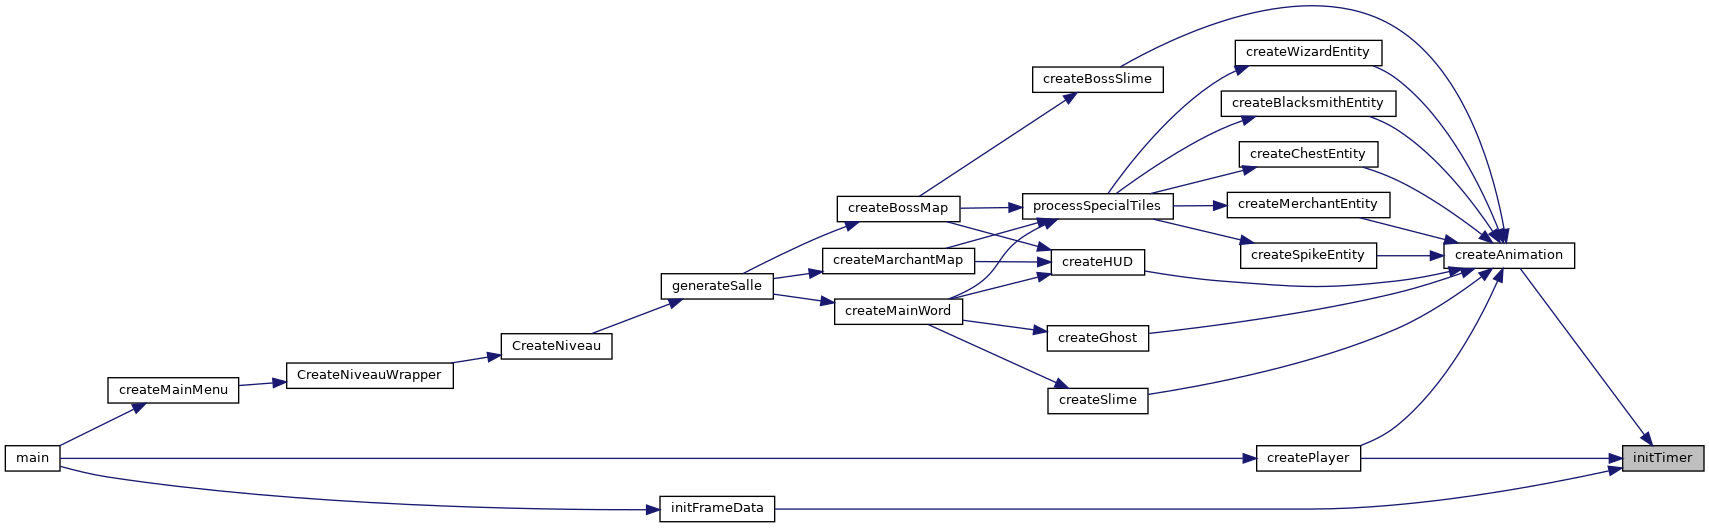 createWizardEntity
createBossSlime
createBlacksmithEntity
createChestEntity
createBossMap
processSpecialTiles
createMerchantEntity
createMarchantMap
createHUD
createSpikeEntity
createAnimation
generateSalle
createMainWord
createGhost
CreateNiveau
CreateNiveauWrapper
createMainMenu
createSlime
main
createPlayer
initTimer
initFrameData